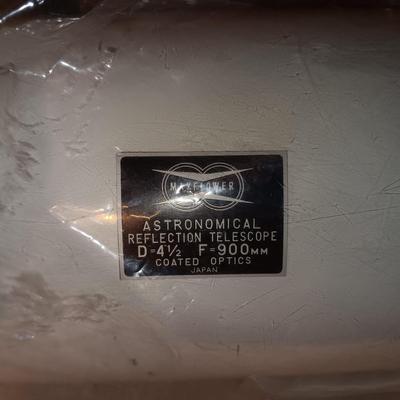 MAYFLOWER
ASTRONOMICAL
REFLECTION TELESCOPE
D=4½ F=900MM
COATED OPTICS
JAPAN